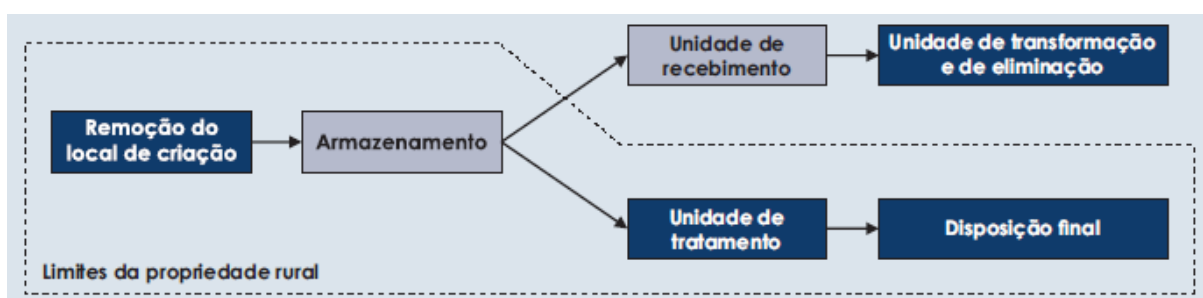 Remoção do
local de criação
Armazenamento
Unidade de
recebimento
Unidade de transformação
e de eliminação
Unidade de
tratamento
Disposição final
Limites da propriedade rural